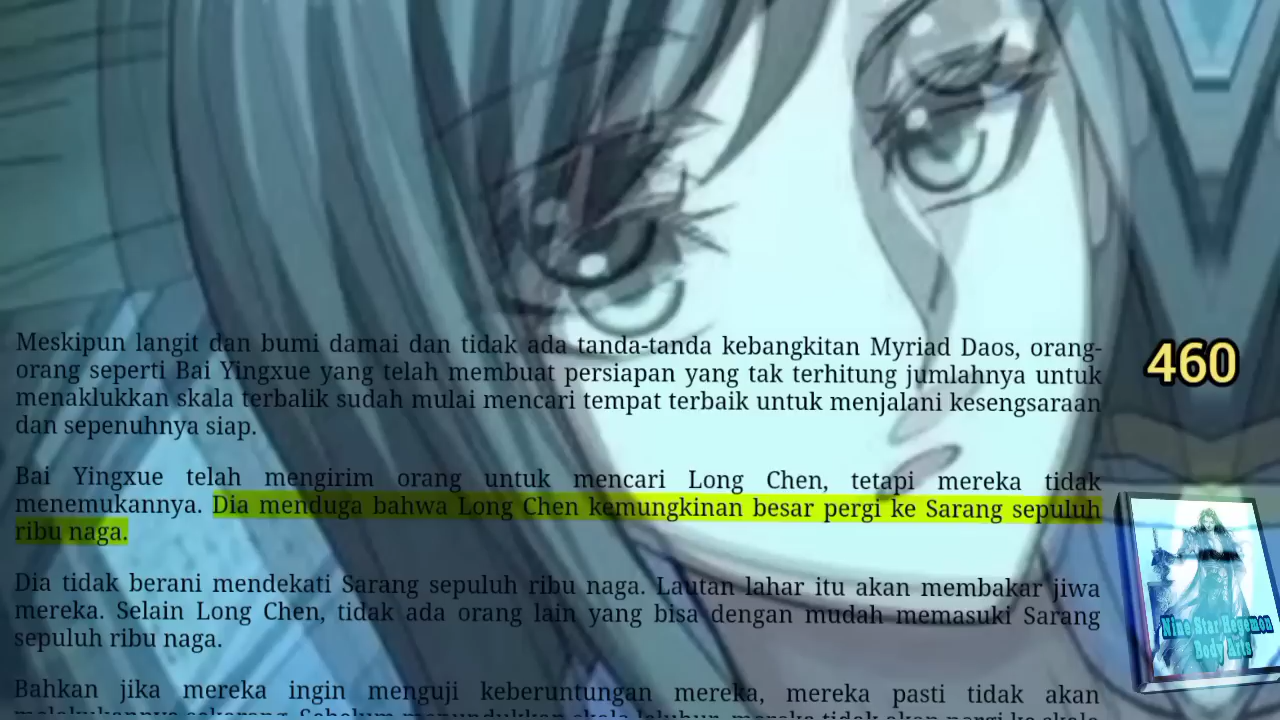 Meskipun langit dan bumi damai dan tidak ada tanda-tanda kebangkitan Myriad Daos, orang-
orang seperti Bai Yingxue yang telah membuat persiapan yang tak terhitung jumlahnya untuk
menaklukkan skala terbalik sudah mulai mencari tempat terbaik untuk menjalani kesengsaraan
dan sepenuhnya siap.
460
Bai Yingxue telah mengirim orang untuk mencari Long Chen, tetapi mereka tidak
menemukannya. Dia menduga bahwa Long Chen kemungkinan besar pergi ke Sarang sepuluh
ribu naga.
Dia tidak berani mendekati Sarang sepuluh ribu naga. Lautan lahar itu akan membakar jiwa
mereka. Selain Long Chen, tidak ada orang lain yang bisa dengan mudah memasuki Sarang
sepuluh ribu naga.
Nine Star Hegemon
Body Arts
Bahkan jika mereka ingin menguji keberuntungan mereka, mereka pasti tidak akan